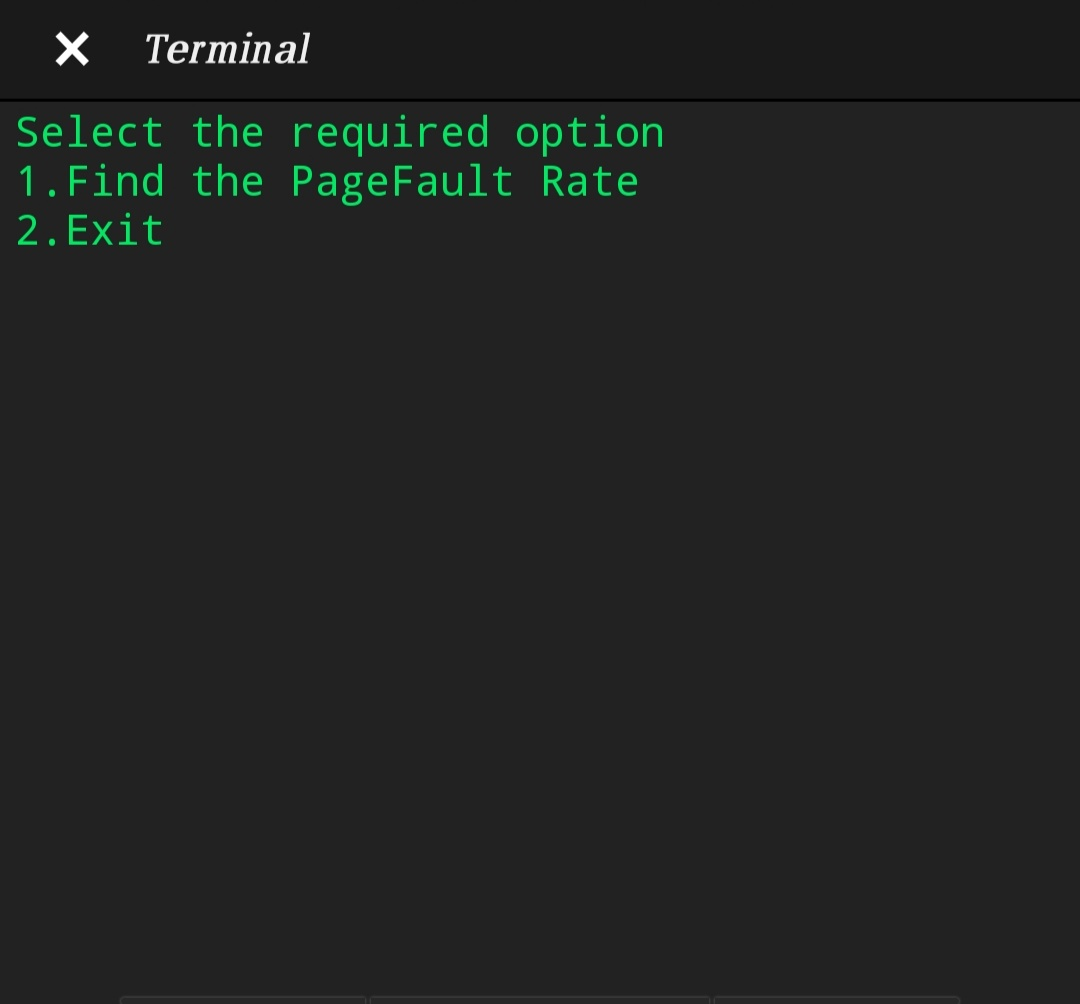 Terminal
Select the required option
1.Find the PageFault Rate
2.Exit